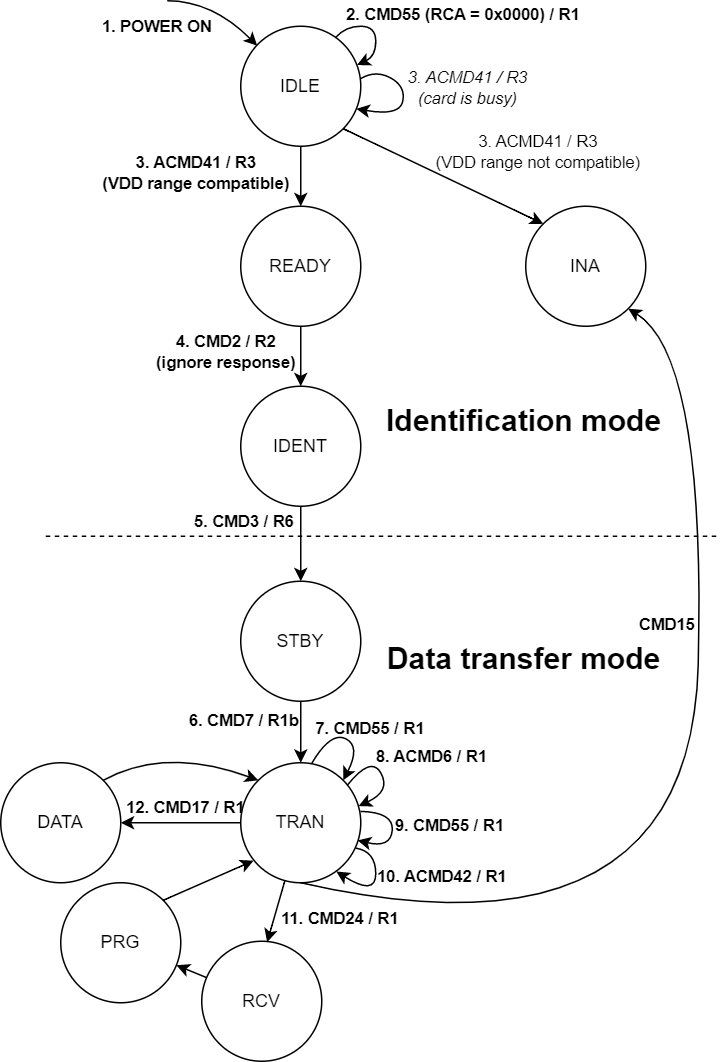 1. POWER ON
2. CMD55 (RCA = 0x0000) / R1
IDLE
3. ACMD41 / R3
(card is busy)
3. ACMD41 / R3
(VDD range compatible)
3. ACMD41 / R3
(VDD range not compatible)
READY
INA
4. CMD2 / R2
(ignore response)
IDENT
Identification mode
5. CMD3 / R6
STBY
CMD15
Data transfer mode
6. CMD7 / R1b
7. CMD55 / R1
8. ACMD6 / R1
DATA
12. CMD17 / R1
TRAN
9. CMD55 / R1
10. ACMD42 / R1
11. CMD24 / R1
PRG
RCV